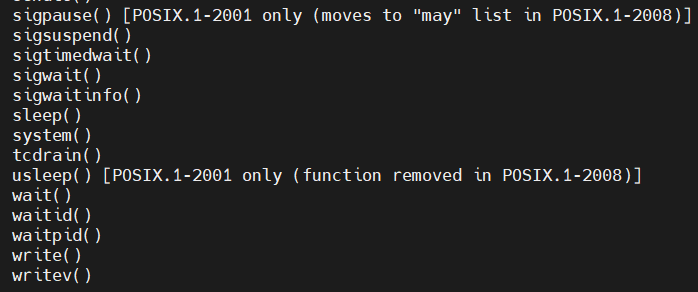 sigpause() [POSIX.1-2001 only (moves to "may" list in POSIX.1-2008)]
sigsuspend()
sigtimedwait()
sigwait()
sigwaitinfo()
sleep()
system()
tcdrain()
usleep() [POSIX.1-2001 only (function removed in POSIX.1-2008)]
wait()
waitid()
waitpid()
write()
writev()